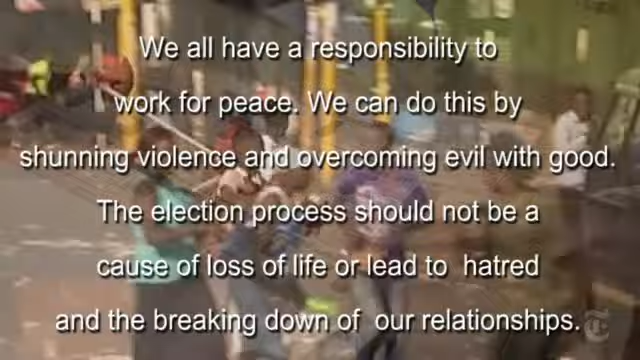 We all have a responsibility to
work for peace. We can do this by
shunning violence and overcoming evil with good.
The election process should not be a
cause of loss of life or lead to hatred
and the breaking down of our relationships.